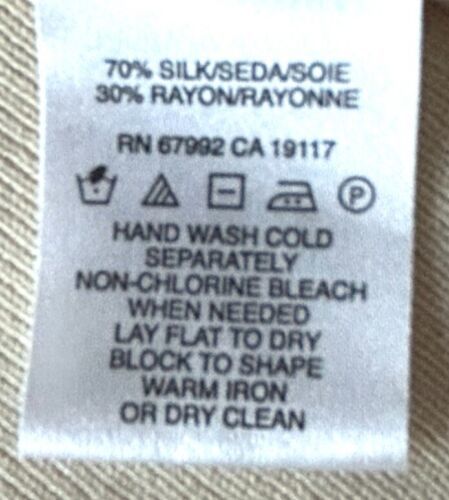 70% SILK/SEDA/SOIE
30% RAYON/RAYONNE
RN 67992 CA 19117
P
HAND WASH COLD
SEPARATELY
NON-CHLORINE BLEACH
WHEN NEEDED
LAY FLAT TO DRY
BLOCK TO SHAPE
WARM IRON
OR DRY CLEAN